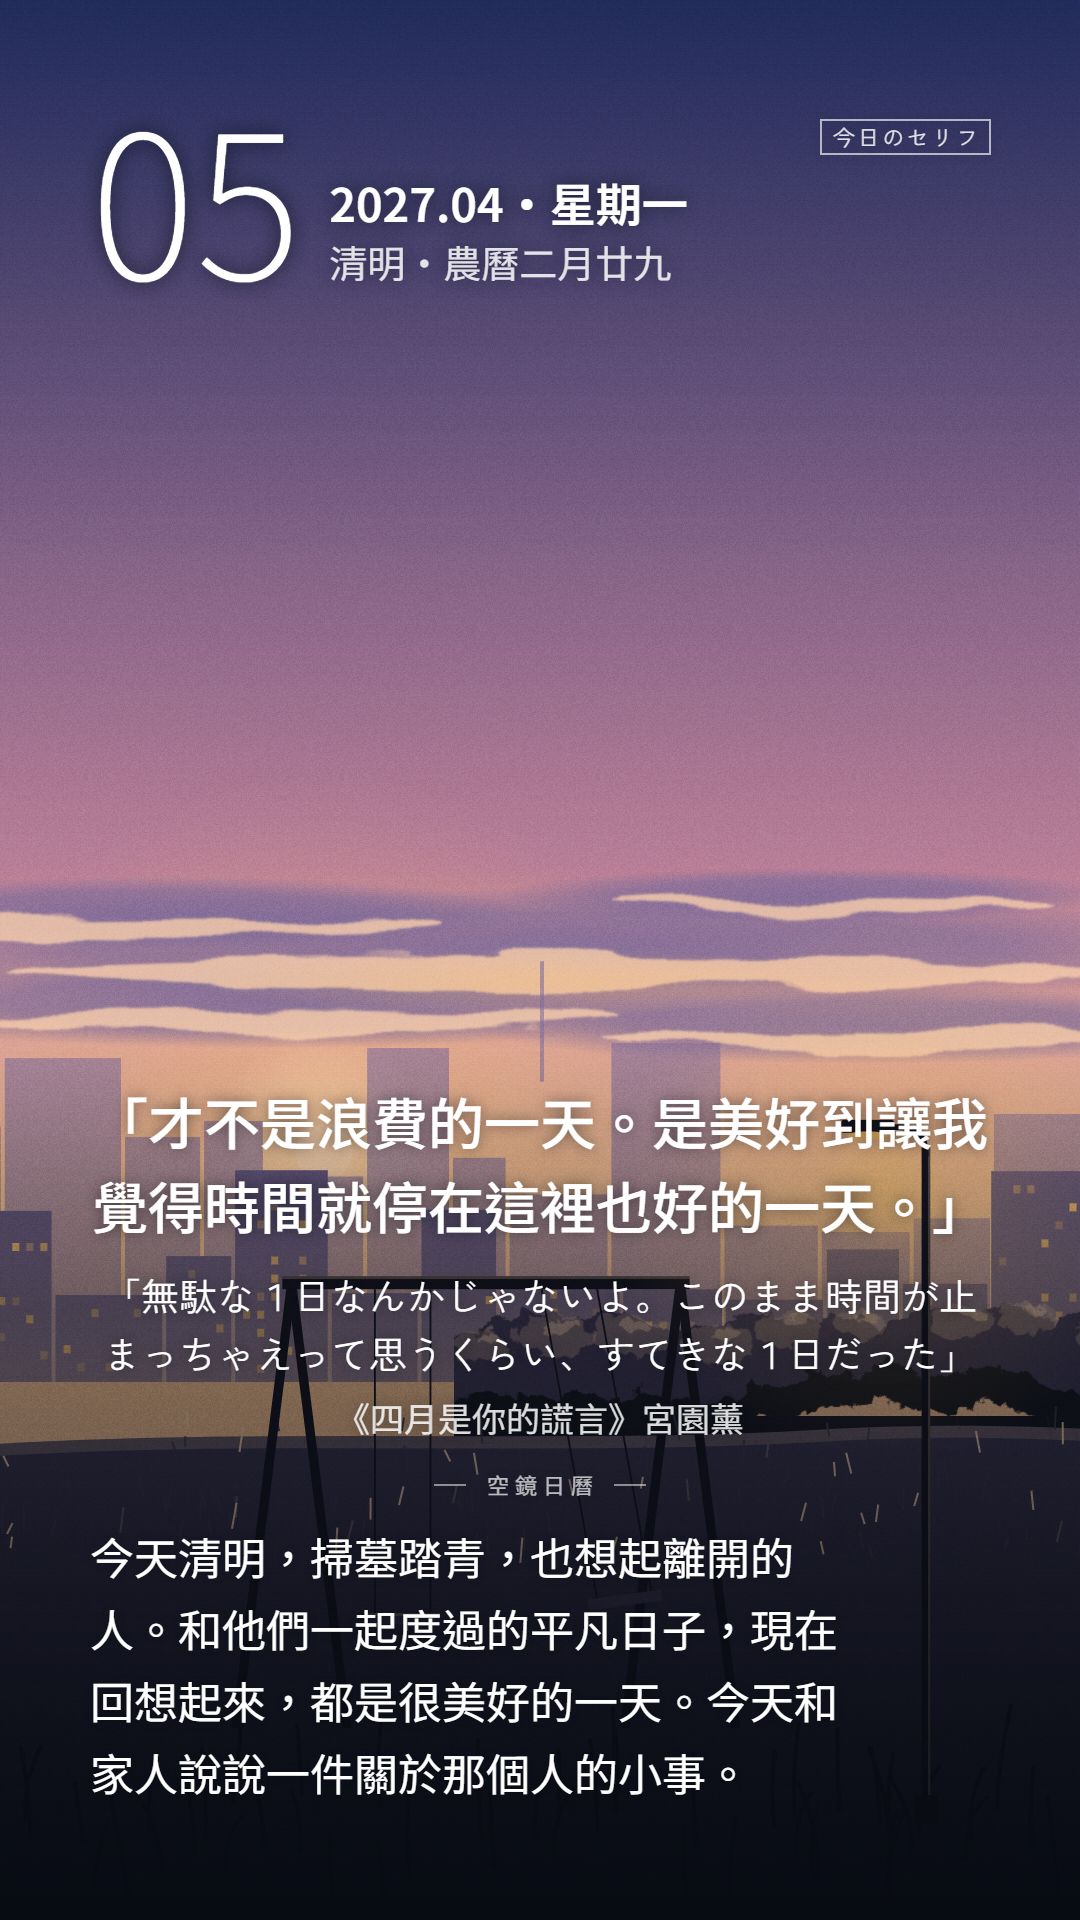 今日のセリフ
05
2027.04・星期一
清明・農曆二月廿九
「才不是浪費的一天。是美好到讓我
覺得時間就停在這裡也好的一天。」
「無駄な１日なんかじゃないよ。このまま時間が止
まっちゃえって思うくらい、すてきな１日だった」
《四月是你的謊言》宮園薰
空鏡日曆
今天清明，掃墓踏青，也想起離開的
人。和他們一起度過的平凡日子，現在
回想起來，都是很美好的一天。今天和
家人說說一件關於那個人的小事。